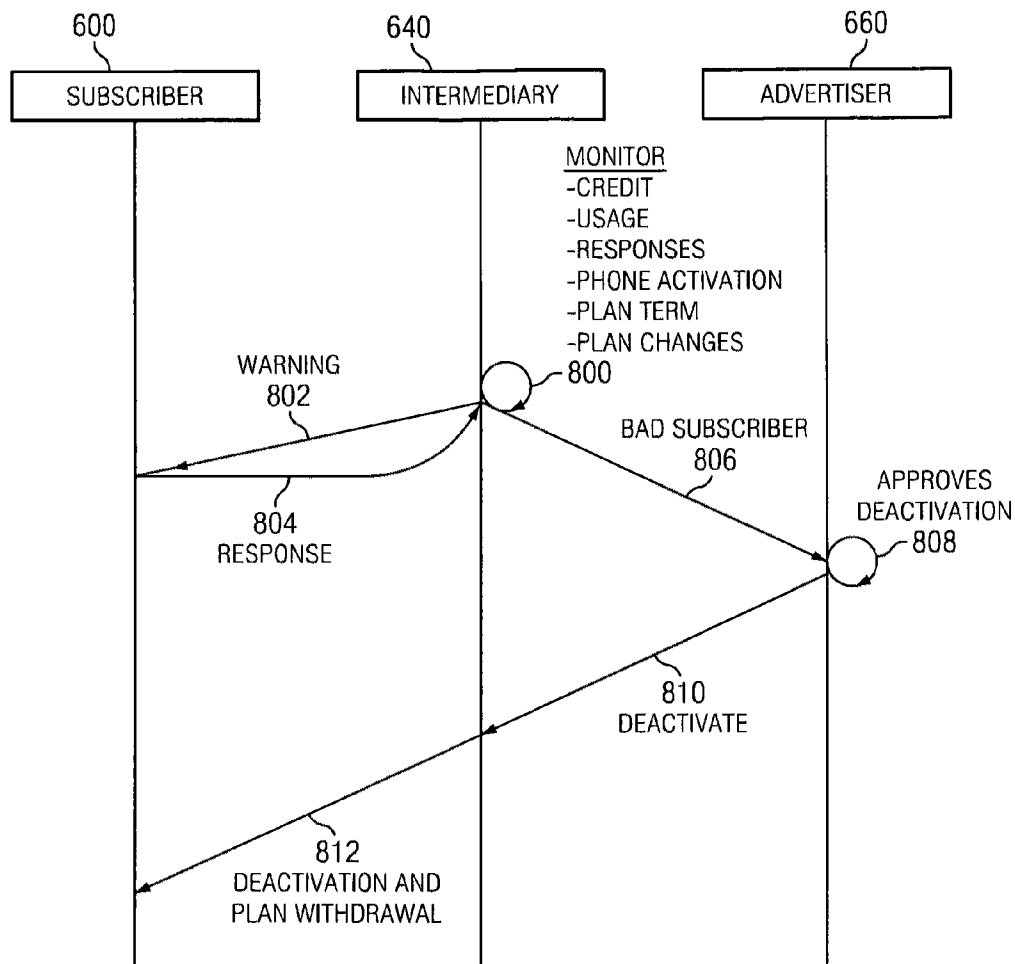 600
640
660
SUBSCRIBER
INTERMEDIARY
ADVERTISER
MONITOR
-CREDIT
-USAGE
-RESPONSES
-PHONE ACTIVATION
-PLAN TERM
-PLAN CHANGES
800
WARNING
802
804
RESPONSE
BAD SUBSCRIBER
806
APPROVES
DEACTIVATION
808
810
DEACTIVATE
812
DEACTIVATION AND
PLAN WITHDRAWAL